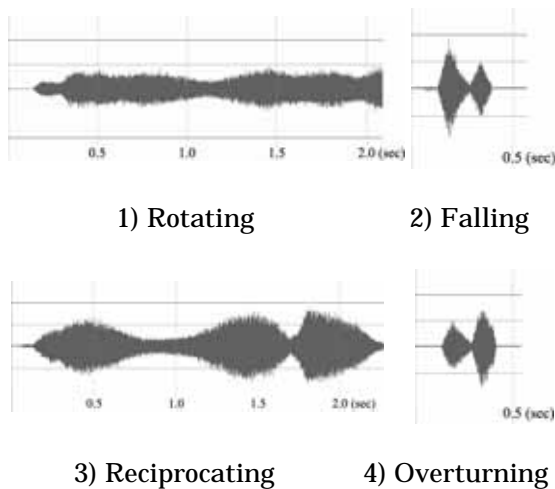 0.5 1.0 1.5 2.0 (sec)
0.5 (sec)
1) Rotating 2) Falling
0.5 1.0 1.5 2.0 (sec)
0.5 (sec)
3) Reciprocating 4) Overturning